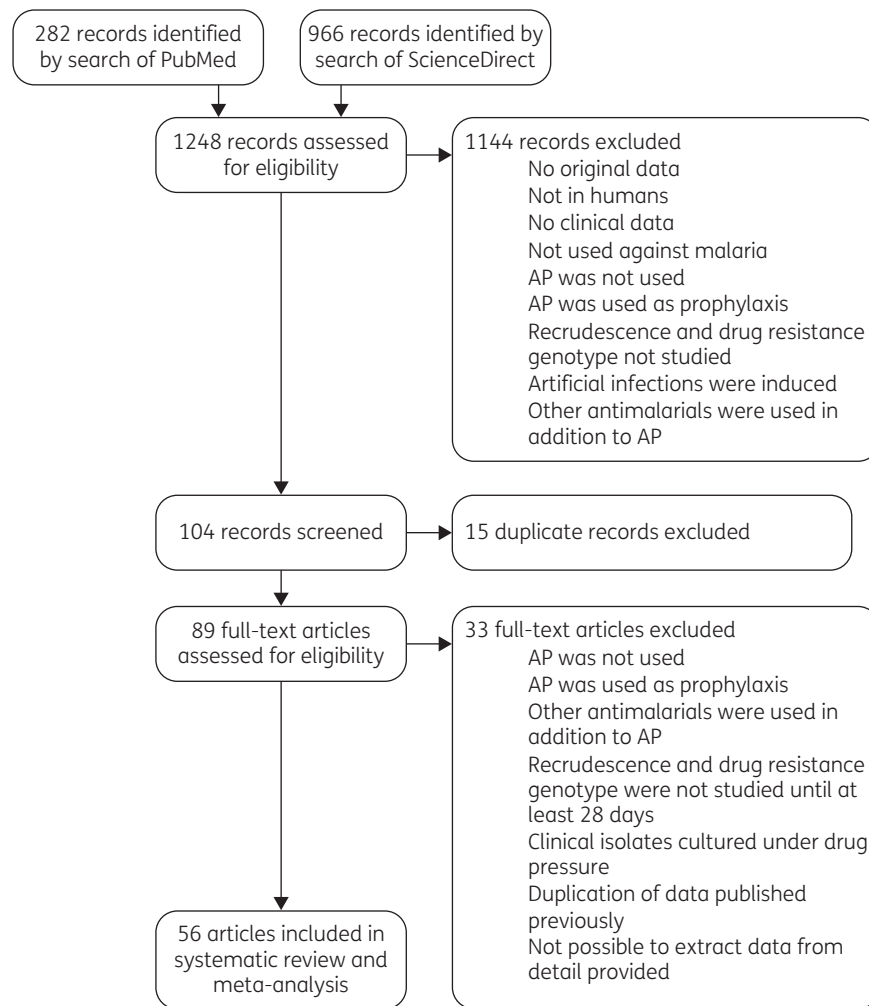 282 records identified
by search of PubMed
966 records identified by
search of ScienceDirect
1248 records assessed
for eligibility
1144 records excluded
No original data
Not in humans
No clinical data
Not used against malaria
AP was not used
AP was used as prophylaxis
Recrudescence and drug resistance
genotype not studied
Artificial infections were induced
Other antimalarials were used in
addition to AP
104 records screened
15 duplicate records excluded
89 full-text articles
assessed for eligibility
33 full-text articles excluded
AP was not used
AP was used as prophylaxis
Other antimalarials were used in
addition to AP
Recrudescence and drug resistance
genotype were not studied until at
least 28 days
Clinical isolates cultured under drug
pressure
Duplication of data published
previously
Not possible to extract data from
detail provided
56 articles included in
systematic review and
meta-analysis